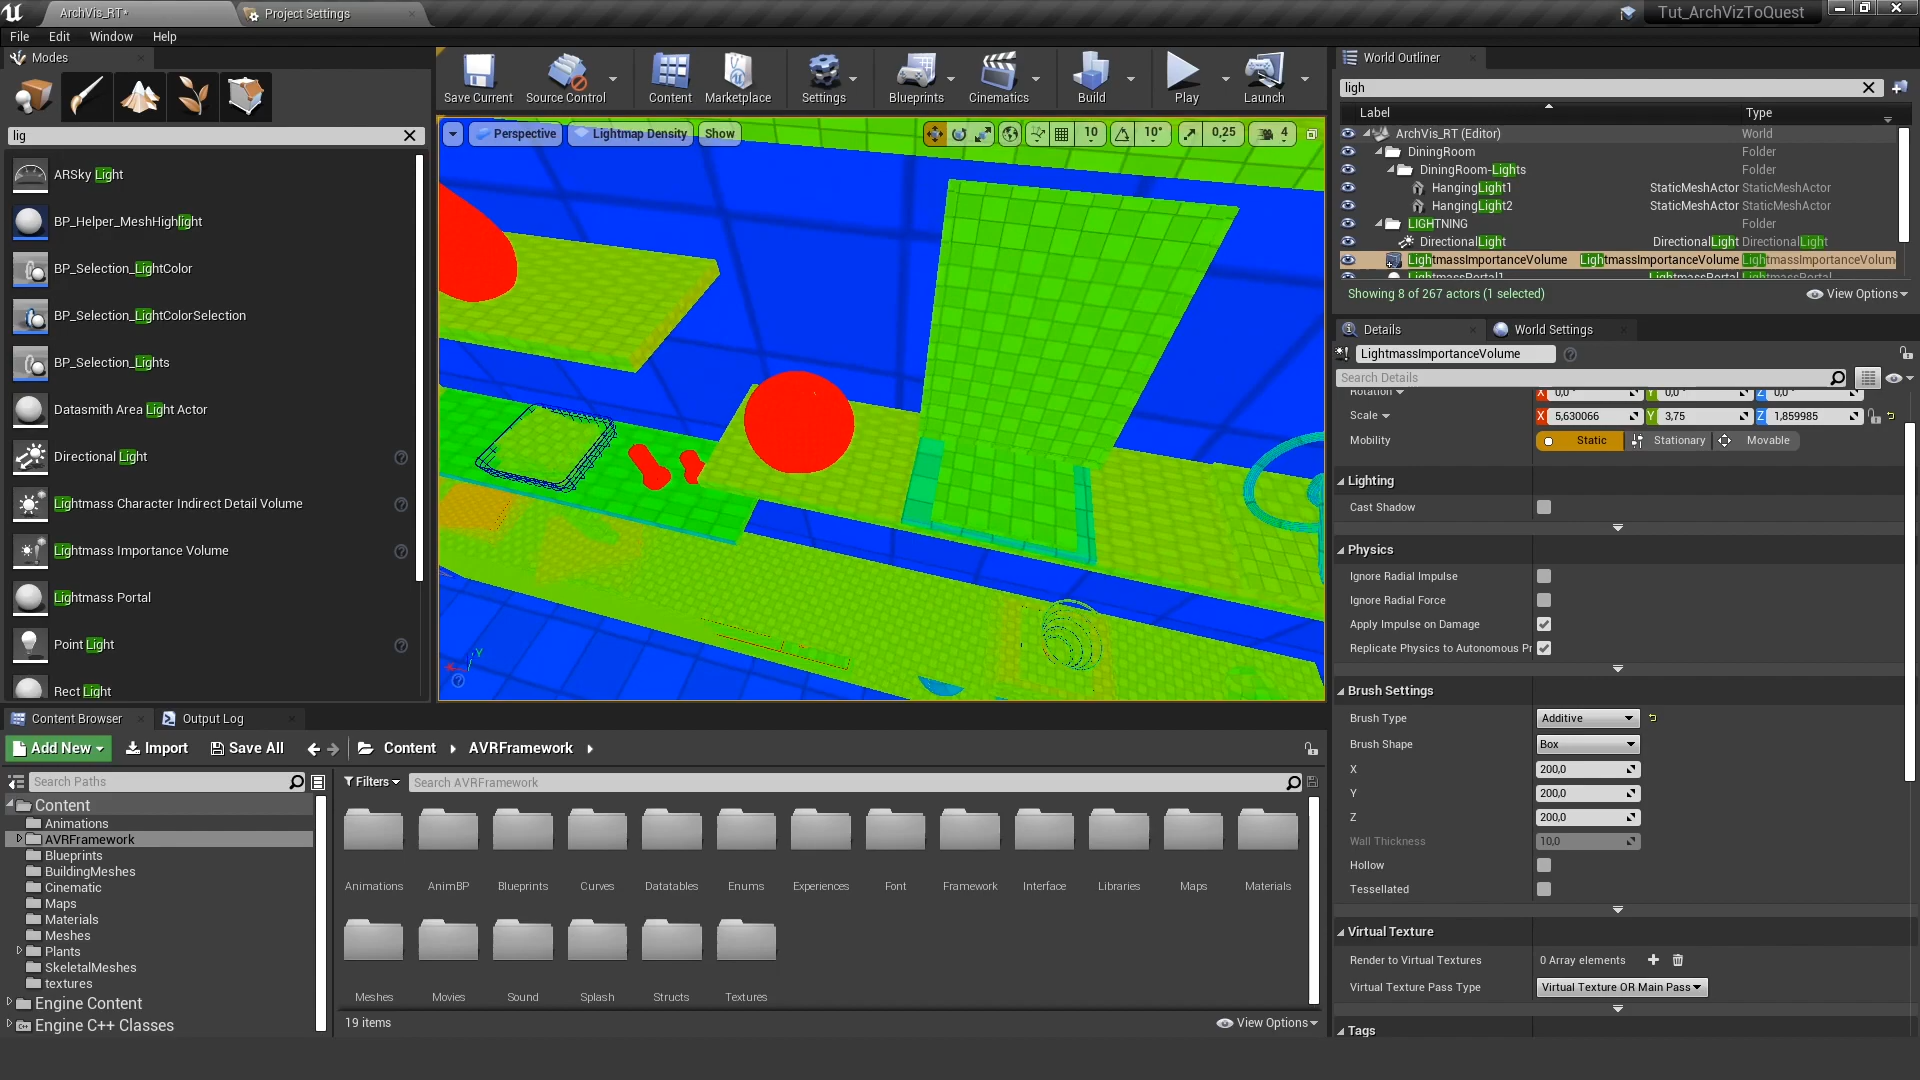 ArchVis_RT*
Project Settings
Tut_ArchVizToQuest
File Edit Window Help
Modes
lig
ARSky Light
BP_Helper_MeshHighlight
BP_Selection_LightColor
BP_Selection_LightColorSelection
BP_Selection_Lights
Datasmith Area Light Actor
Directional Light
Lightmass Character Indirect Detail Volume
Lightmass Importance Volume
Lightmass Portal
Point Light
Rect Light
Save Current Source Control Content Marketplace Settings Blueprints Cinematics Build Play Launch
Perspective Lightmap Density Show 10 10° 0,25 4
Y
World Outliner
ligh
Label Type
ArchVis_RT (Editor) World
DiningRoom Folder
DiningRoom-Lights Folder
HangingLight1 StaticMeshActor StaticMeshActor
HangingLight2 StaticMeshActor StaticMeshActor
LIGHTNING Folder
DirectionalLight DirectionalLight DirectionalLight
LightmassImportanceVolume LightmassImportanceVolume LightmassImportanceVolum
LightmassPortal1 LightmassPortal LightmassPortal
Showing 8 of 267 actors (1 selected) View Options
Details World Settings
LightmassImportanceVolume
Search Details
Rotation X 0,0° Y 0,0° Z 0,0°
Scale X 5,630066 Y 3,75 Z 1,859985
Mobility Static Stationary Movable
Lighting
Cast Shadow
Physics
Ignore Radial Impulse
Ignore Radial Force
Apply Impulse on Damage
Replicate Physics to Autonomous Pr
Brush Settings
Brush Type Additive
Brush Shape Box
X 200,0
Y 200,0
Z 200,0
Wall Thickness 10,0
Hollow
Tessellated
Virtual Texture
Render to Virtual Textures 0 Array elements
Virtual Texture Pass Type Virtual Texture OR Main Pass
Tags
Content Browser Output Log
Add New Import Save All Content AVRFramework
Search Paths
Filters Search AVRFramework
Content
Animations
AVRFramework
Blueprints
BuildingMeshes
Cinematic
Maps
Materials
Meshes
Plants
SkeletalMeshes
textures
Engine Content
Engine C++ Classes
Animations AnimBP Blueprints Curves Datatables Enums Experiences Font Framework Interface Libraries Maps Materials
Meshes Movies Sound Splash Structs Textures
19 items View Options